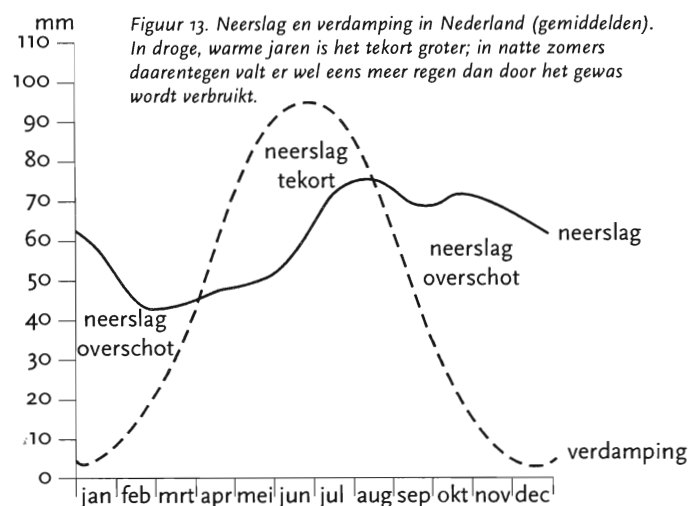 mm
Figuur 13. Neerslag en verdamping in Nederland (gemiddelden).
In droge, warme jaren is het tekort groter; in natte zomers
daarentegen valt er wel eens meer regen dan door het gewas
wordt verbruikt.
110
100
90
80
70
60
50
40
30
20
10
0
neerslag
tekort
neerslag
neerslag
overschot
neerslag
overschot
verdamping
jan feb mrt apr mei jun jul aug sep okt nov dec